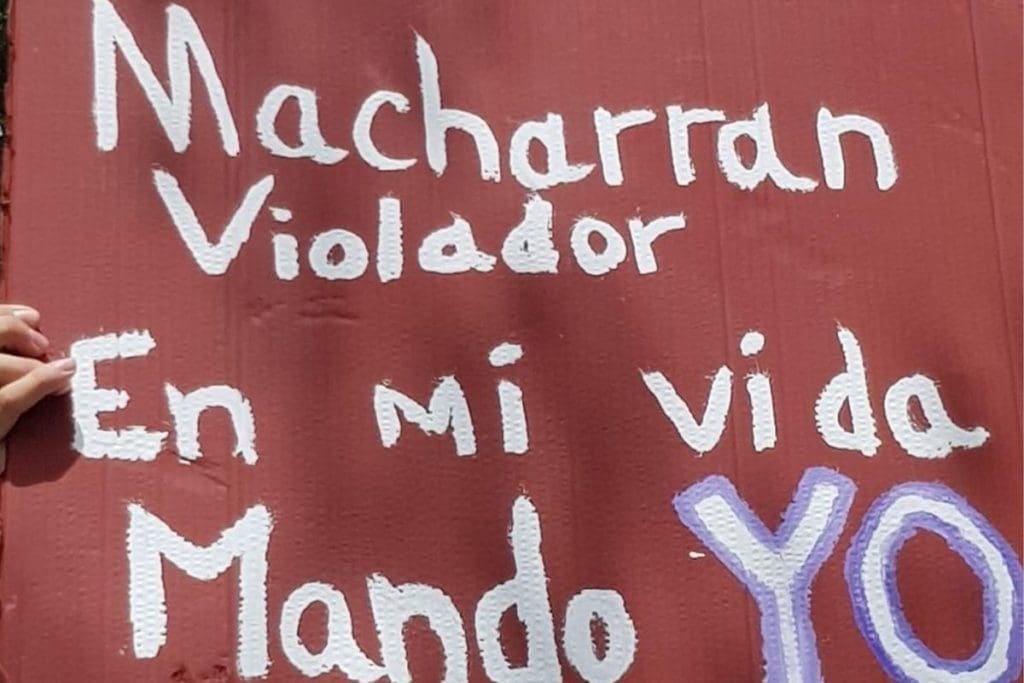 Macharran
Violador
En mi vida
Mando YO